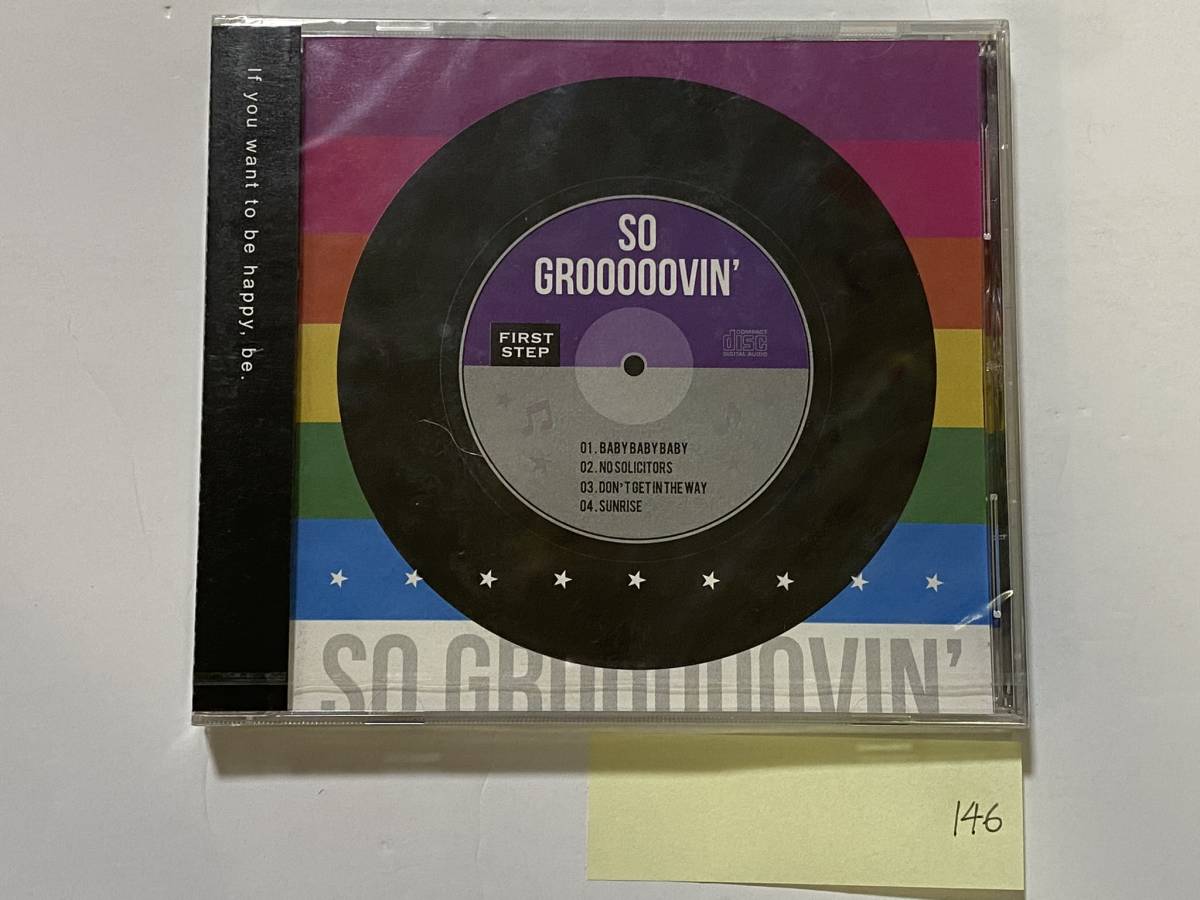 If you want to be happy, be.
SO
GROOOOOVIN'
FIRST
STEP
COMPACT
disc
DIGITAL AUDIO
01. BABY BABY BABY
02. NO SOLICITORS
03. DON'T GET IN THE WAY
04. SUNRISE
SO GROOOOOVIN'
146